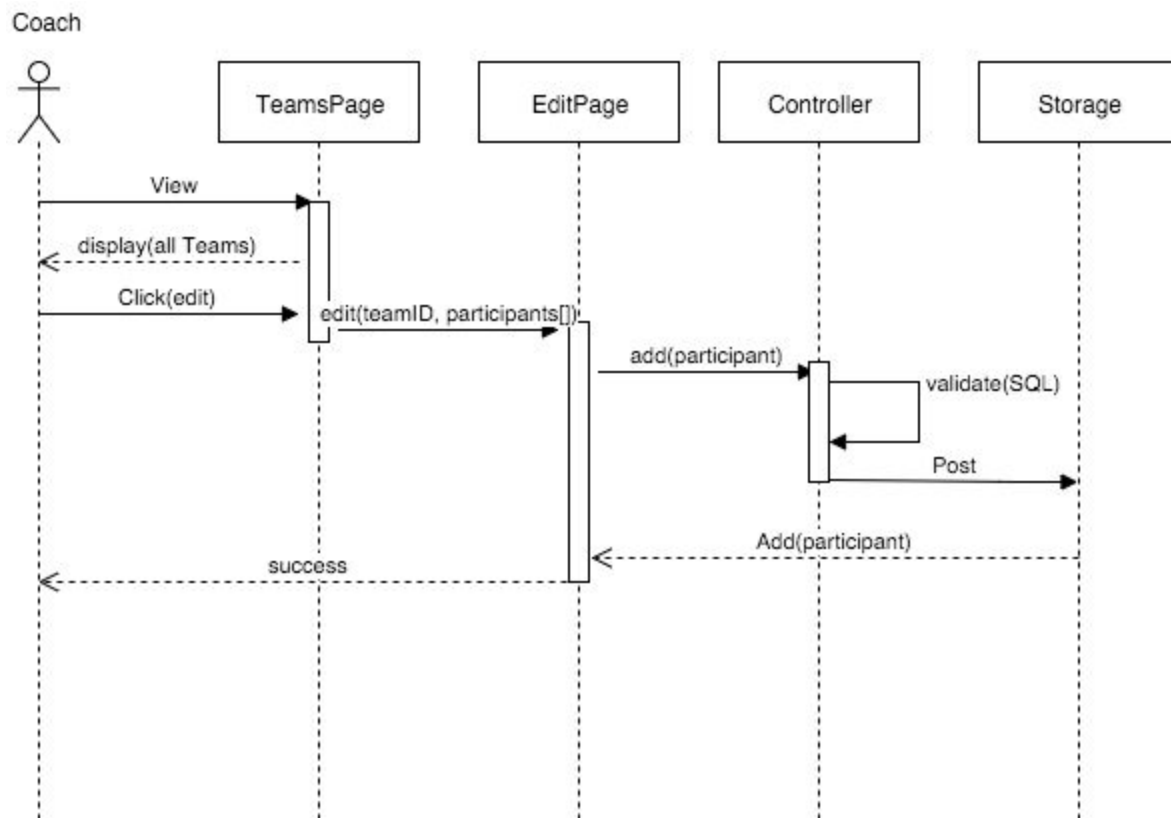 Coach
TeamsPage
EditPage
Controller
Storage
View
display(all Teams)
Click(edit)
edit(teamID, participants[])
add(participant)
validate(SQL)
Post
Add(participant)
success